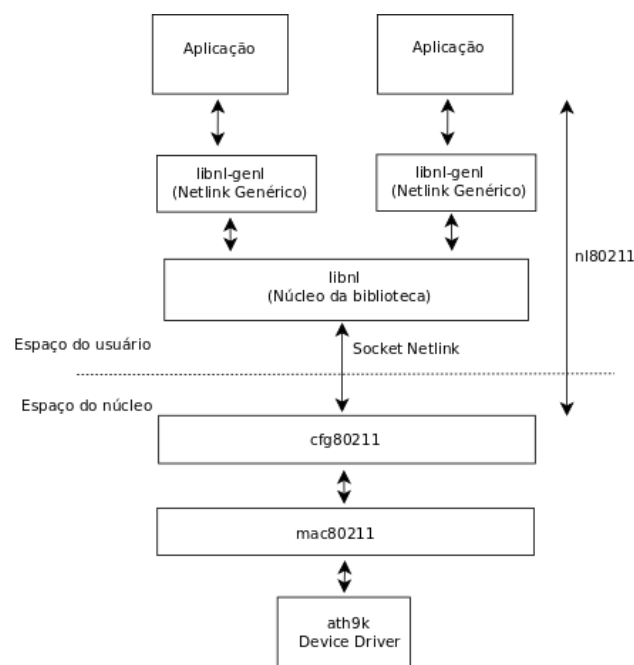 Aplicação
Aplicação
libnl-genl
(Netlink Genérico)
libnl-genl
(Netlink Genérico)
nl80211
libnl
(Núcleo da biblioteca)
Espaço do usuário
Socket Netlink
Espaço do núcleo
cfg80211
mac80211
ath9k
Device Driver